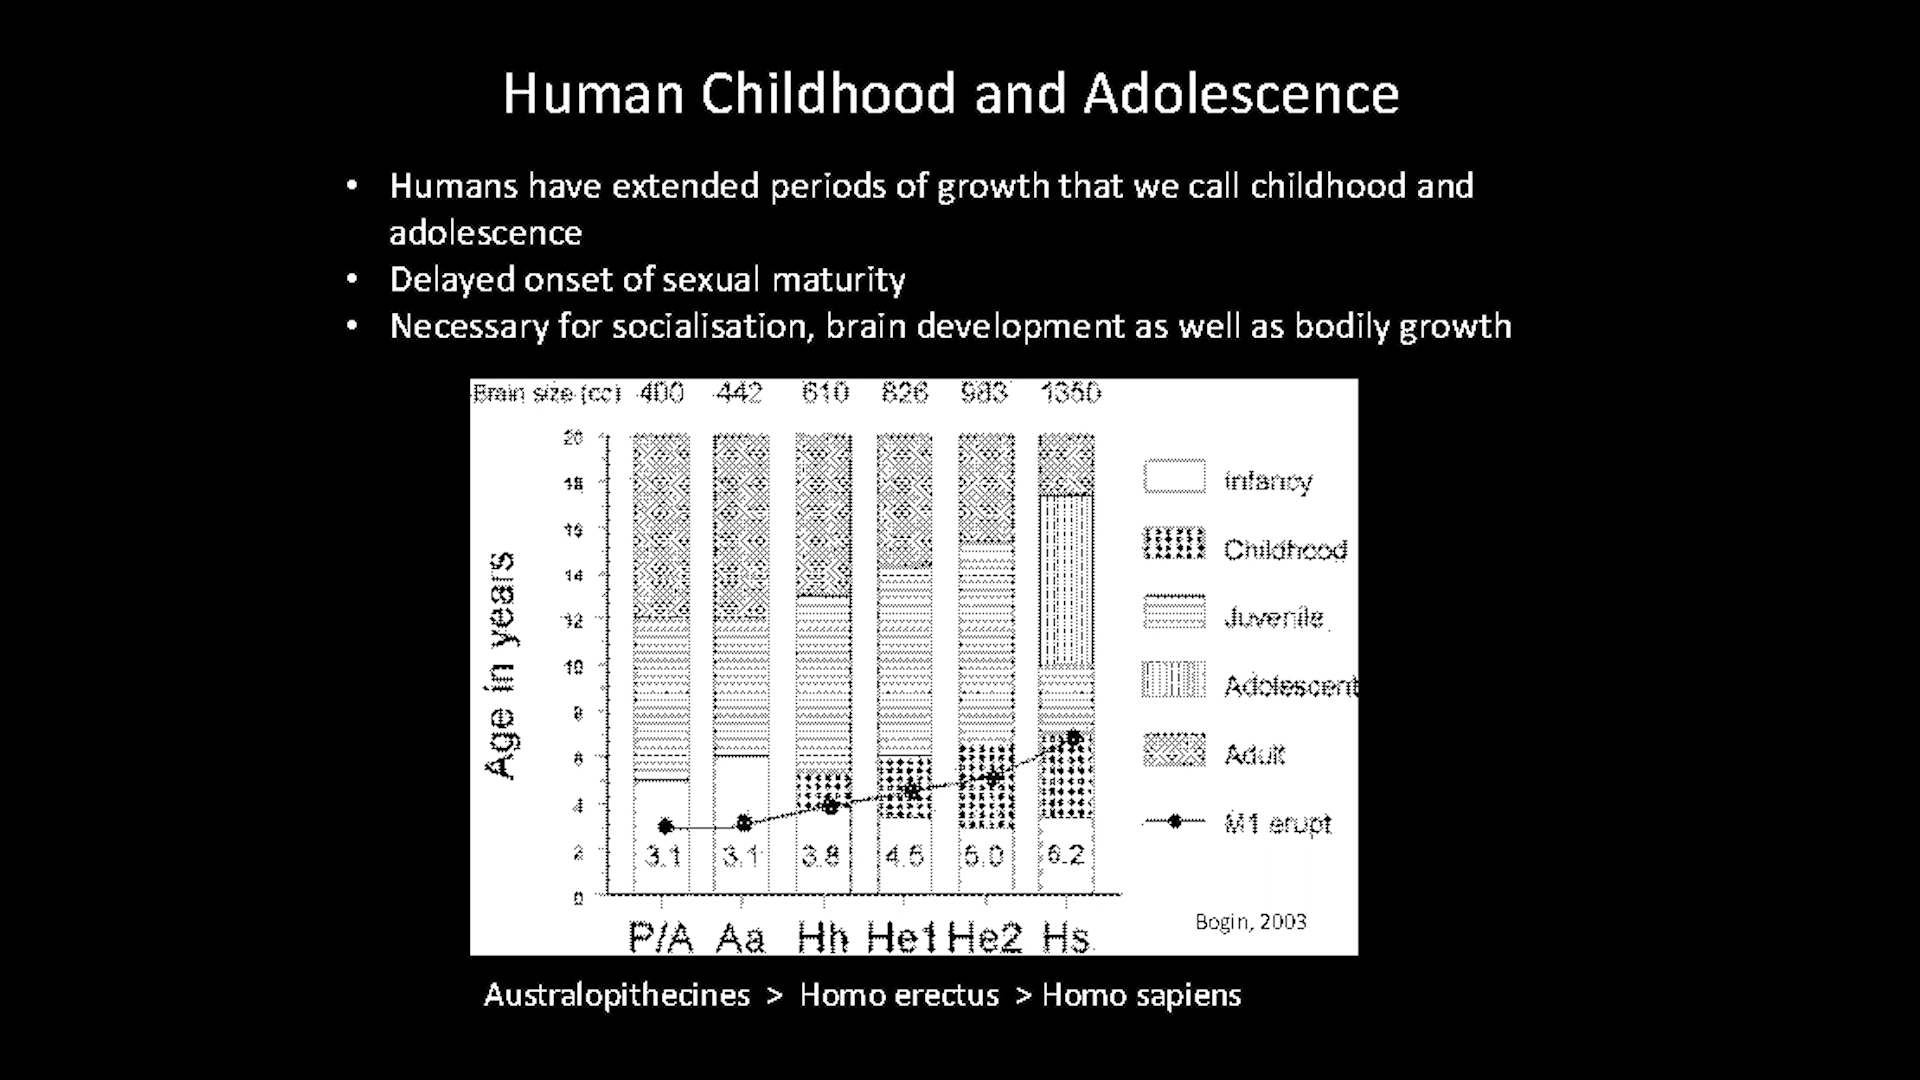 Human Childhood and Adolescence
• Humans have extended periods of growth that we call childhood and
adolescence
• Delayed onset of sexual maturity
• Necessary for socialisation, brain development as well as bodily growth
Brain size (cc) 400 442 610 826 983 1350
20
18
16
14
12
10
8
6
4
2
0
Age in years
3.1 3.1 3.8 4.5 5.0 6.2
P/A Aa Hh He1 He2 Hs
Infancy
Childhood
Juvenile
Adolescent
Adult
M1 erupt
Bogin, 2003
Australopithecines > Homo erectus > Homo sapiens